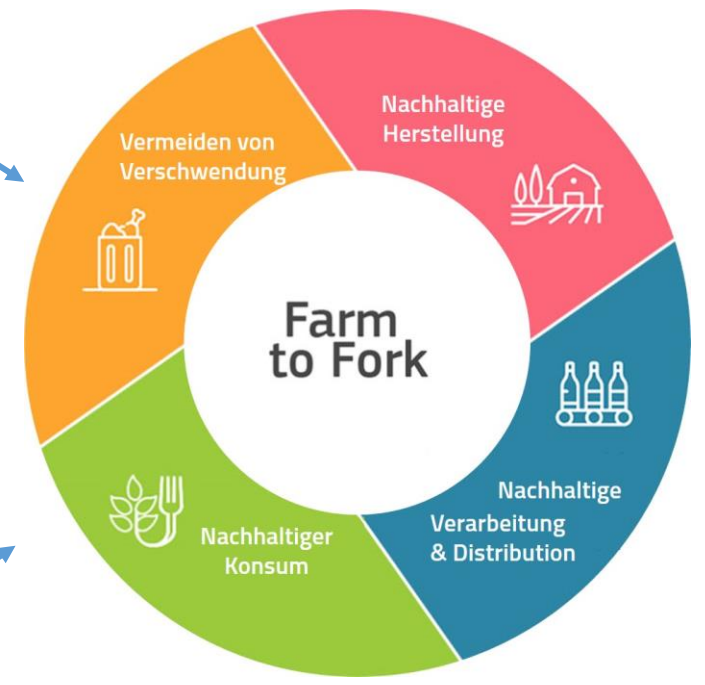 Nachhaltige
Herstellung
Vermeiden von
Verschwendung
Farm
to Fork
Nachhaltige
Verarbeitung
& Distribution
Nachhaltiger
Konsum